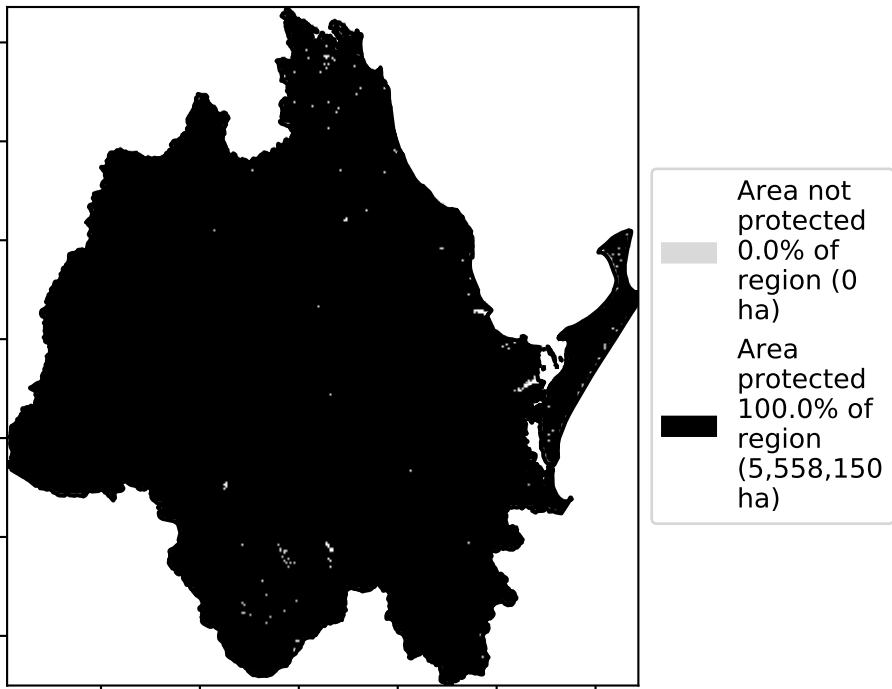 Area not
protected
0.0% of
region (0
ha)
Area
protected
100.0% of
region
(5,558,150
ha)